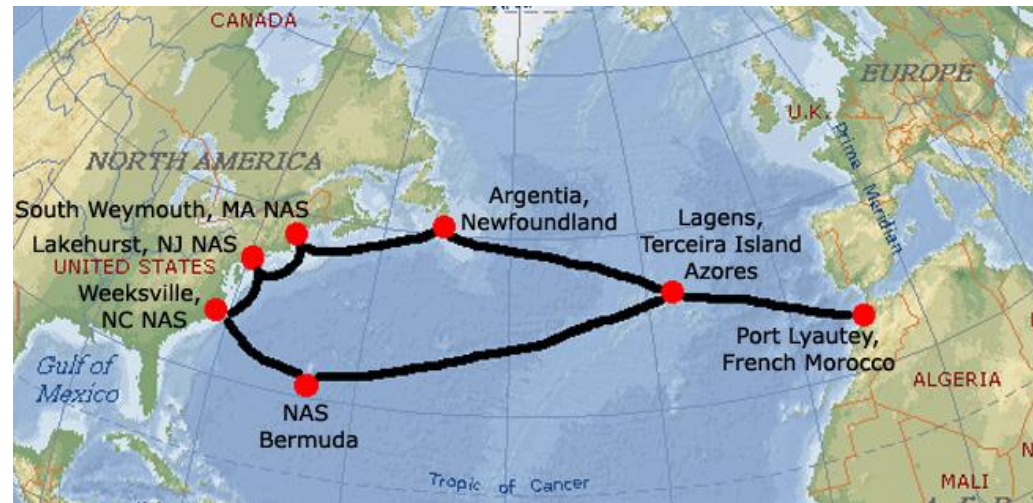 CANADA
EUROPE
U.K.
Prime Meridian
NORTH AMERICA
South Weymouth, MA NAS
Argentia,
Newfoundland
Lakehurst, NJ NAS
UNITED STATES
Lagens,
Terceira Island
Azores
Weeksville,
NC NAS
Port Lyautey,
French Morocco
Gulf of
Mexico
ALGERIA
NAS
Bermuda
Tropic of Cancer
MALI